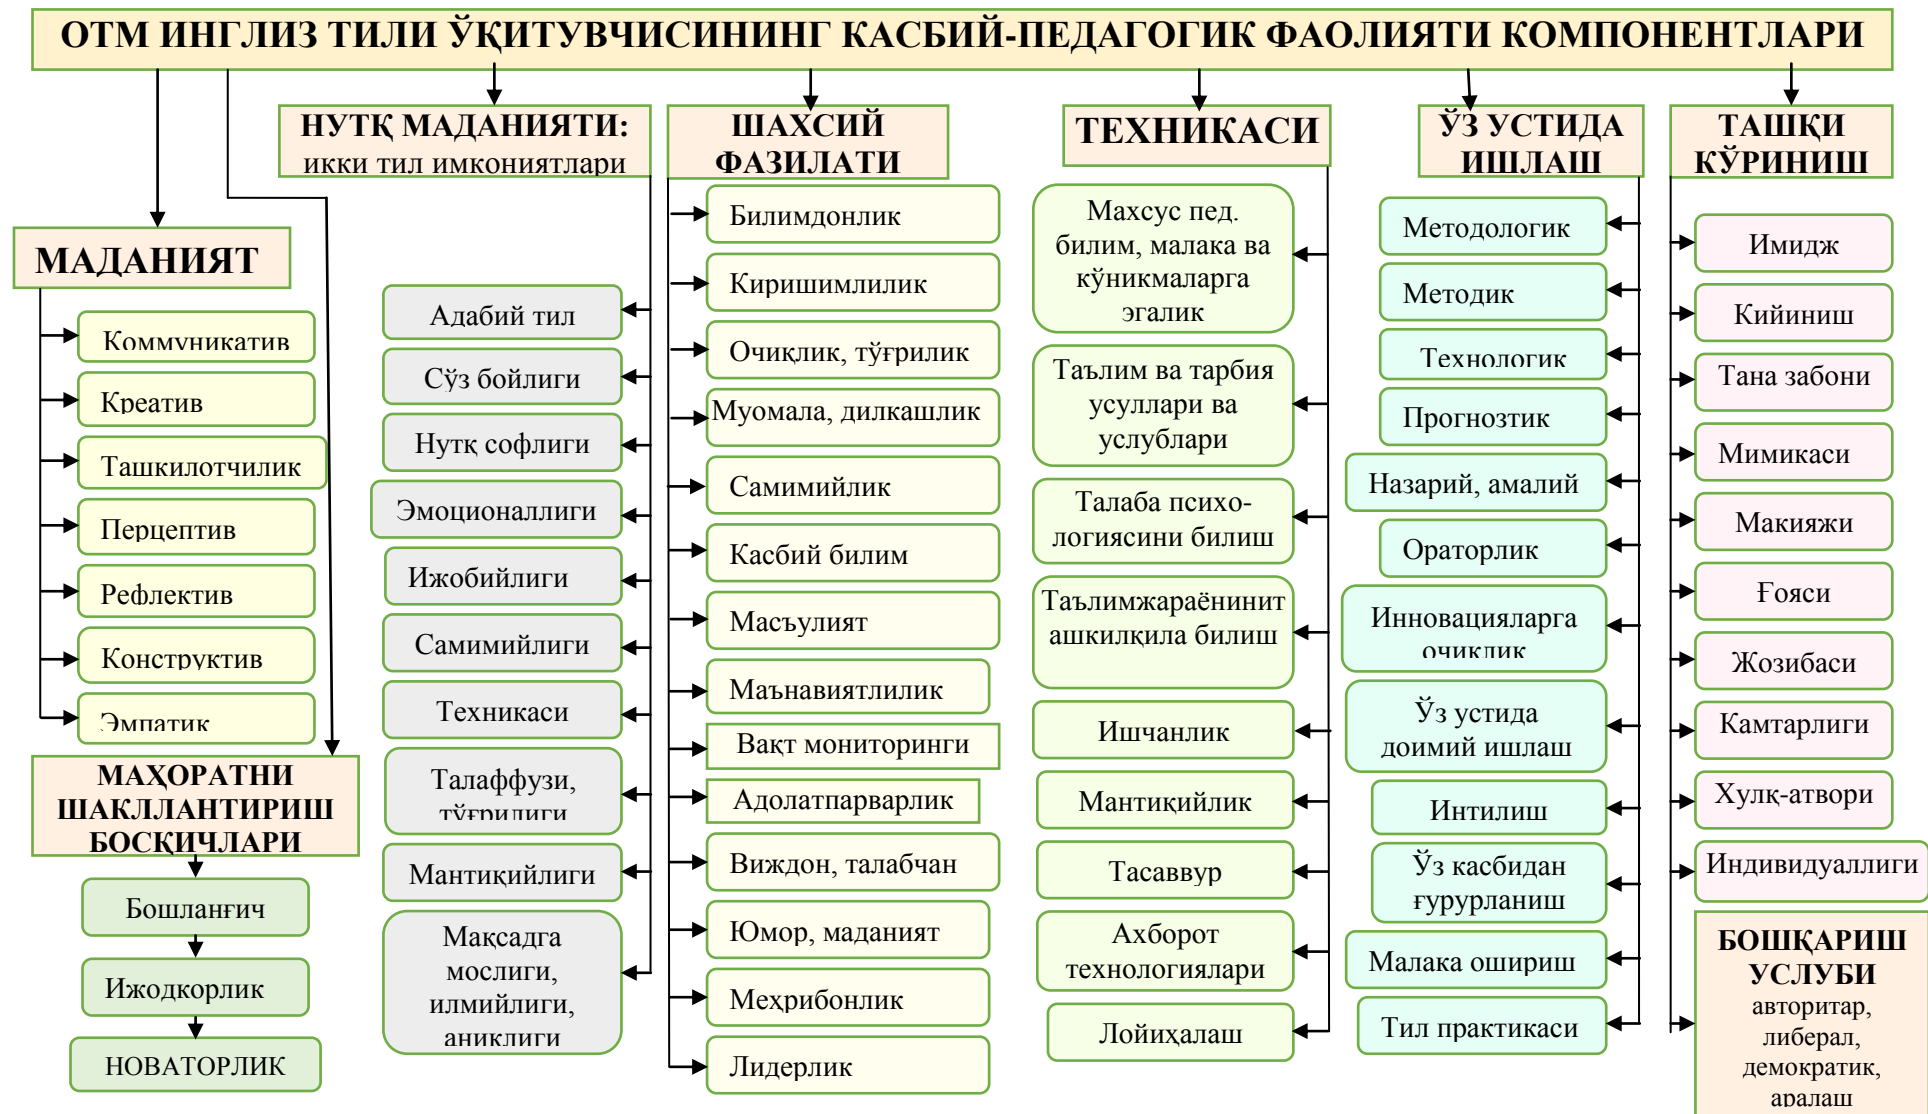 ОТМ ИНГЛИЗ ТИЛИ ЎҚИТУВЧИСИНИНГ КАСБИЙ-ПЕДАГОГИК ФАОЛИЯТИ КОМПОНЕНТЛАРИ
МАДАНИЯТ
Коммуникатив
Креатив
Ташкилотчилик
Перцептив
Рефлектив
Конструктив
Эмпатик
МАҲОРАТНИ
ШАКЛЛАНТИРИШ
БОСҚИЧЛАРИ
Бошланғич
Ижодкорлик
НОВАТОРЛИК
НУТҚ МАДАНИЯТИ:
икки тил имкониятлари
Адабий тил
Сўз бойлиги
Нутқ софлиги
Эмоционаллиги
Ижобийлиги
Самимийлиги
Техникаси
Талаффузи,
тўғрилиги
Мантиқийлиги
Мақсадга
мослиги,
илмийлиги,
аниқлиги
ШАХСИЙ
ФАЗИЛАТИ
Билимдонлик
Киришимлилик
Очиқлик, тўғрилик
Муомала, дилкашлик
Самимийлик
Касбий билим
Масъулият
Маънавиятлилик
Вақт мониторинги
Адолатпарварлик
Виждон, талабчан
Юмор, маданият
Меҳрибонлик
Лидерлик
ТЕХНИКАСИ
Махсус пед.
билим, малака ва
кўникмаларга
эгалик
Таълим ва тарбия
усуллари ва
услублари
Талаба психо-
логиясини билиш
Таълимжараёнинит
ашкилқила билиш
Ишчанлик
Мантиқийлик
Тасаввур
Ахборот
технологиялари
Лойиҳалаш
ЎЗ УСТИДА
ИШЛАШ
Методологик
Методик
Технологик
Прогнозтик
Назарий, амалий
Ораторлик
Инновацияларга
очиқлик
Ўз устида
доимий ишлаш
Интилиш
Ўз касбидан
ғурурланиш
Малака ошириш
Тил практикаси
ТАШҚИ
КЎРИНИШ
Имидж
Кийиниш
Тана забони
Мимикаси
Макияжи
Ғояси
Жозибаси
Камтарлиги
Хулқ-атвори
Индивидуаллиги
БОШҚАРИШ
УСЛУБИ
авторитар,
либерал,
демократик,
аралаш